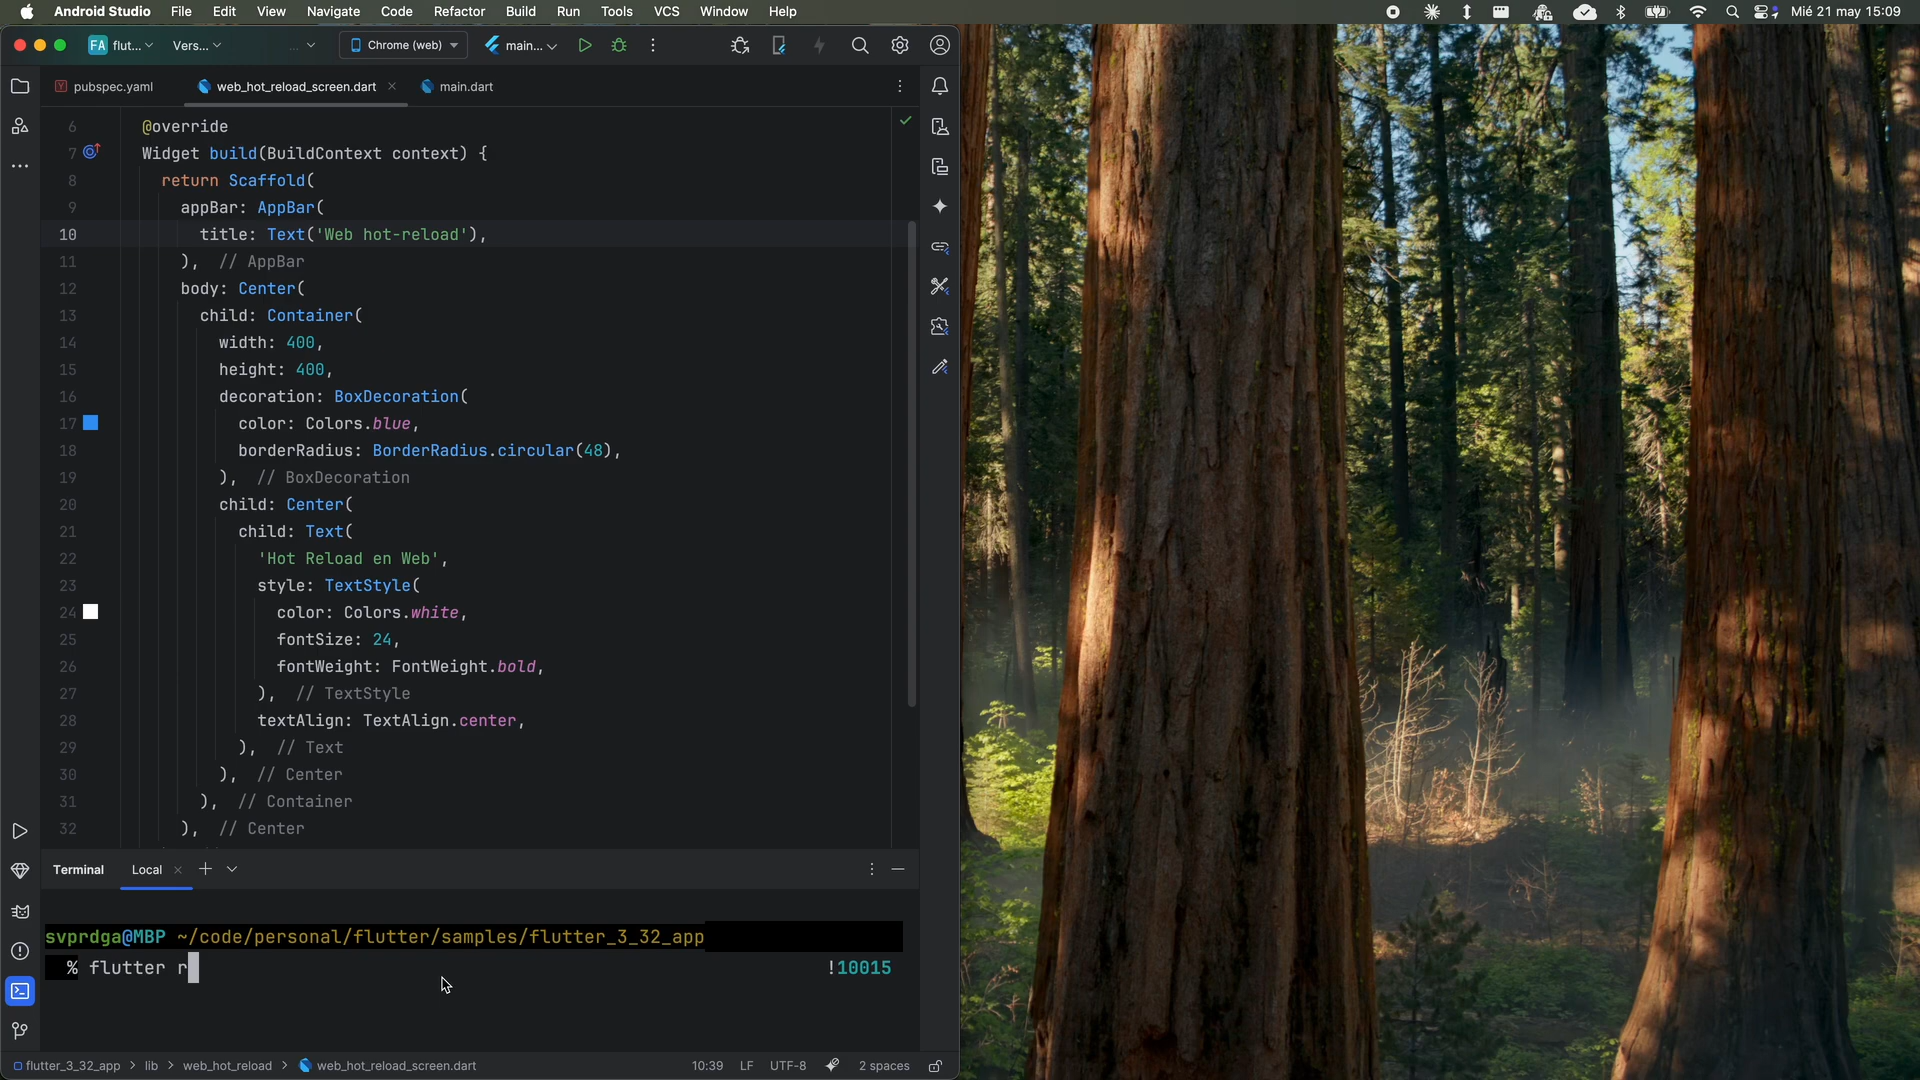 Android Studio File Edit View Navigate Code Refactor Build Run Tools VCS Window Help Mié 21 may 15:09
FA flut... Vers... ... Chrome (web) main...
pubspec.yaml web_hot_reload_screen.dart main.dart
6 @override
7 Widget build(BuildContext context) {
8 return Scaffold(
9 appBar: AppBar(
10 title: Text('Web hot-reload'),
11 ), // AppBar
12 body: Center(
13 child: Container(
14 width: 400,
15 height: 400,
16 decoration: BoxDecoration(
17 color: Colors.blue,
18 borderRadius: BorderRadius.circular(48),
19 ), // BoxDecoration
20 child: Center(
21 child: Text(
22 'Hot Reload en Web',
23 style: TextStyle(
24 color: Colors.white,
25 fontSize: 24,
26 fontWeight: FontWeight.bold,
27 ), // TextStyle
28 textAlign: TextAlign.center,
29 ), // Text
30 ), // Center
31 ), // Container
32 ), // Center
Terminal Local
svprdga@MBP ~/code/personal/flutter/samples/flutter_3_32_app
% flutter r !10015
flutter_3_32_app > lib > web_hot_reload > web_hot_reload_screen.dart 10:39 LF UTF-8 2 spaces